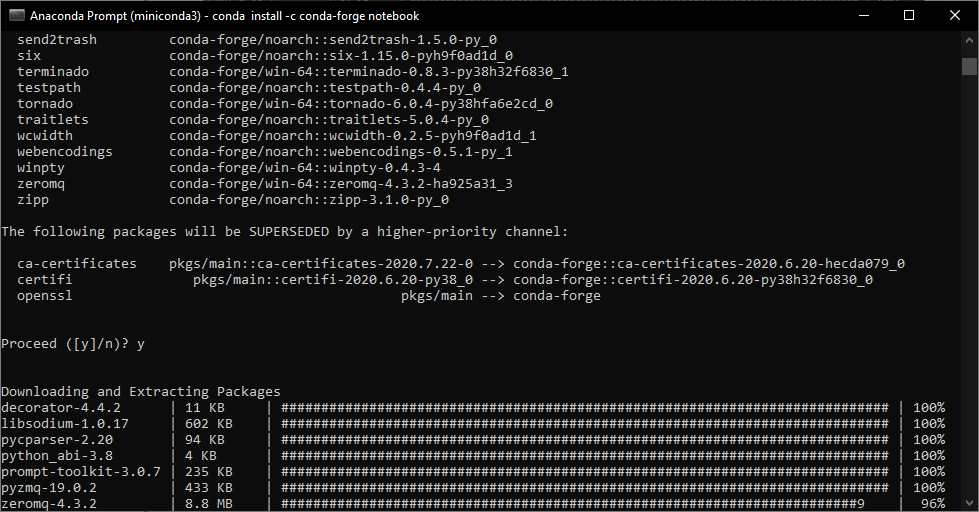 Anaconda Prompt (miniconda3) - conda  install -c conda-forge notebook
send2trash         conda-forge/noarch::send2trash-1.5.0-py_0
six                conda-forge/noarch::six-1.15.0-pyh9f0ad1d_0
terminado          conda-forge/win-64::terminado-0.8.3-py38h32f6830_1
testpath           conda-forge/noarch::testpath-0.4.4-py_0
tornado            conda-forge/win-64::tornado-6.0.4-py38hfa6e2cd_0
traitlets          conda-forge/noarch::traitlets-5.0.4-py_0
wcwidth            conda-forge/noarch::wcwidth-0.2.5-pyh9f0ad1d_1
webencodings       conda-forge/noarch::webencodings-0.5.1-py_1
winpty             conda-forge/win-64::winpty-0.4.3-4
zeromq             conda-forge/win-64::zeromq-4.3.2-ha925a31_3
zipp               conda-forge/noarch::zipp-3.1.0-py_0
The following packages will be SUPERSEDED by a higher-priority channel:
ca-certificates    pkgs/main::ca-certificates-2020.7.22-0 --> conda-forge::ca-certificates-2020.6.20-hecda079_0
certifi               pkgs/main::certifi-2020.6.20-py38_0 --> conda-forge::certifi-2020.6.20-py38h32f6830_0
openssl                                         pkgs/main --> conda-forge
Proceed ([y]/n)? y
Downloading and Extracting Packages
decorator-4.4.2      | 11 KB     | ############################################################################ | 100%
libsodium-1.0.17     | 602 KB    | ############################################################################ | 100%
pycparser-2.20       | 94 KB     | ############################################################################ | 100%
python_abi-3.8       | 4 KB      | ############################################################################ | 100%
prompt-toolkit-3.0.7 | 235 KB    | ############################################################################ | 100%
pyzmq-19.0.2         | 433 KB    | ############################################################################ | 100%
zeromq-4.3.2         | 8.8 MB    | ########################################################################9    |  96%